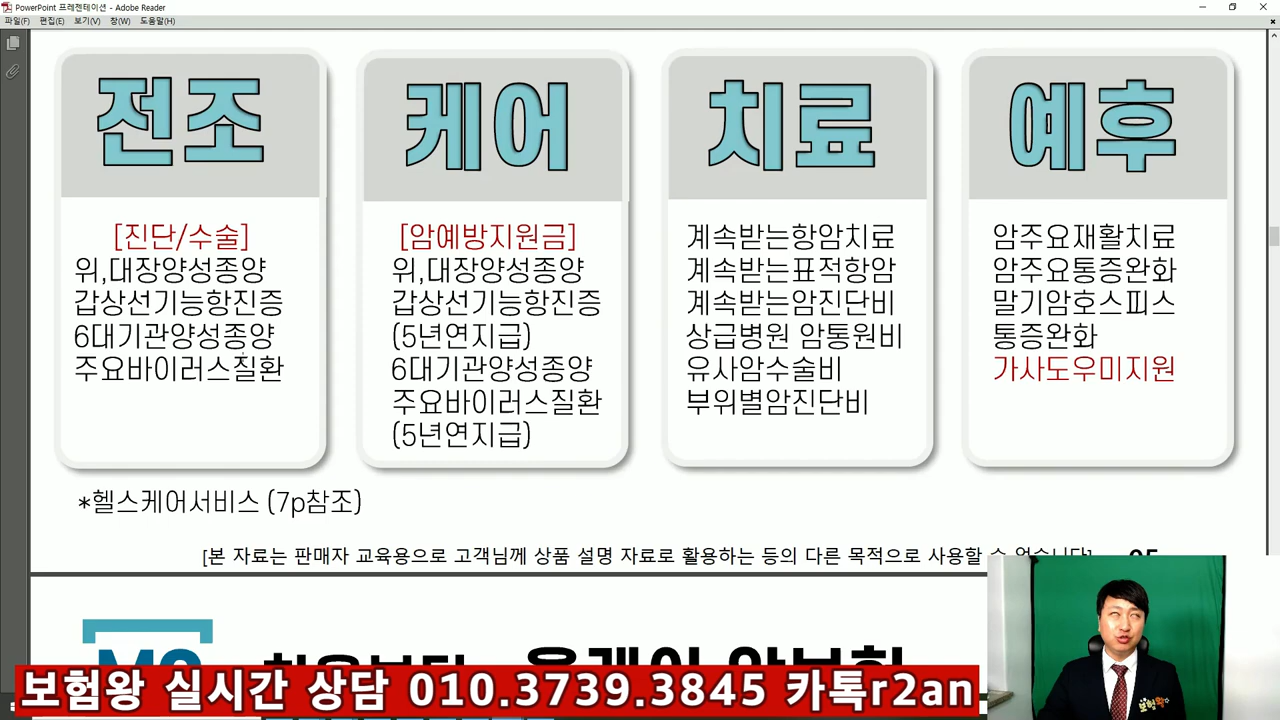 PowerPoint 프레젠테이션 - Adobe Reader
파일(F) 편집(E) 보기(V) 창(W) 도움말(H)
전조
[진단/수술]
위,대장양성종양
갑상선기능항진증
6대기관양성종양
주요바이러스질환
케어
[암예방지원금]
위,대장양성종양
갑상선기능항진증
(5년연지급)
6대기관양성종양
주요바이러스질환
(5년연지급)
치료
계속받는항암치료
계속받는표적항암
계속받는암진단비
상급병원 암통원비
유사암수술비
부위별암진단비
예후
암주요재활치료
암주요통증완화
말기암호스피스
통증완화
가사도우미지원
*헬스케어서비스 (7p참조)
[본 자료는 판매자 교육용으로 고객님께 상품 설명 자료로 활용하는 등의 다른 목적으로 사용할 수 없습니다]
보험왕 실시간 상담 010.3739.3845 카톡r2an
보험왕